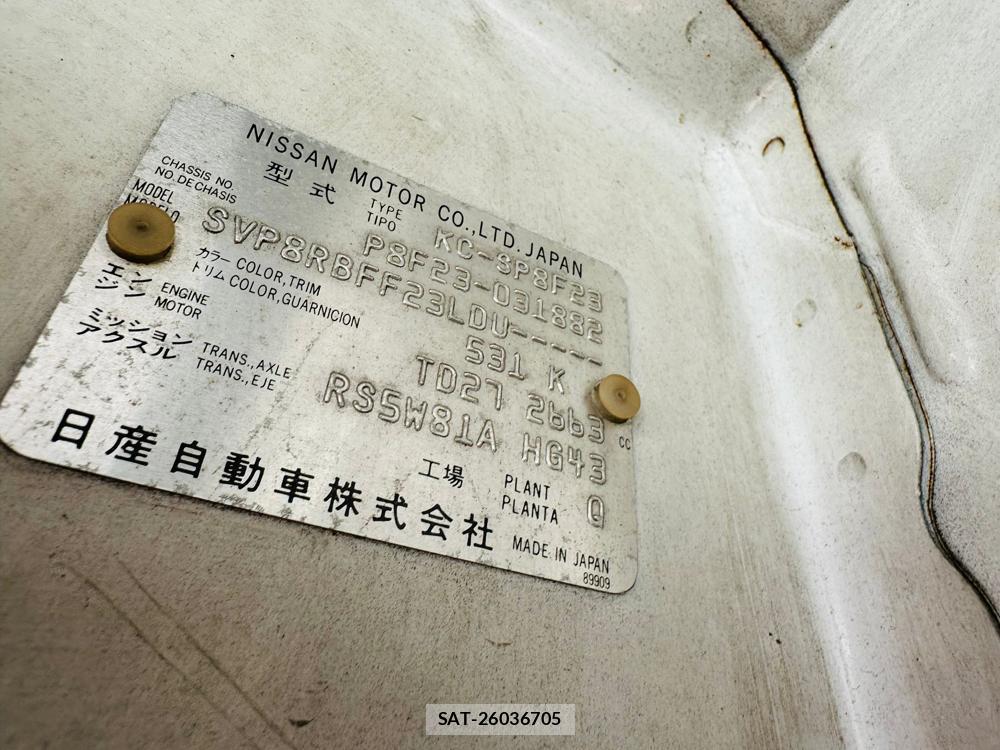 NISSAN MOTOR CO.,LTD. JAPAN
型式 TYPE TIPO KC-SP8F23
CHASSIS NO. NO. DE CHASIS P8F23-031882
MODEL MODELO SVP8RBFF23LDU-----
カラー COLOR,TRIM トリム COLOR,GUARNICION 531 K
エンジン ENGINE MOTOR TD27 2663 cc
ミッション アクスル TRANS.,AXLE TRANS.,EJE RS5W81A HG43
工場 PLANT PLANTA Q
日産自動車株式会社 MADE IN JAPAN
89909
SAT-26036705